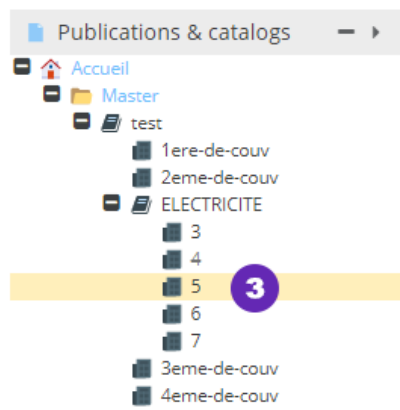 Publications & catalogs
Accueil
Master
test
1ere-de-couv
2eme-de-couv
ELECTRICITE
3
4
5 3
6
7
3eme-de-couv
4eme-de-couv